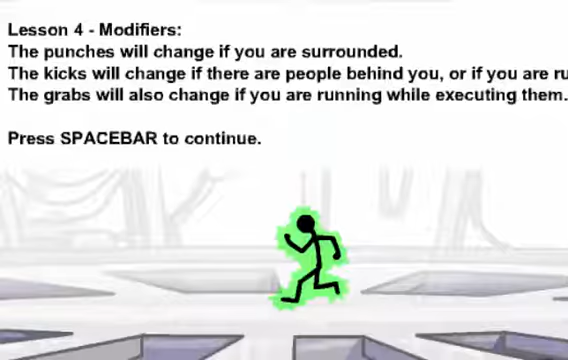 Lesson 4 - Modifiers:
The punches will change if you are surrounded.
The kicks will change if there are people behind you, or if you are
The grabs will also change if you are running while executing them.
Press SPACEBAR to continue.